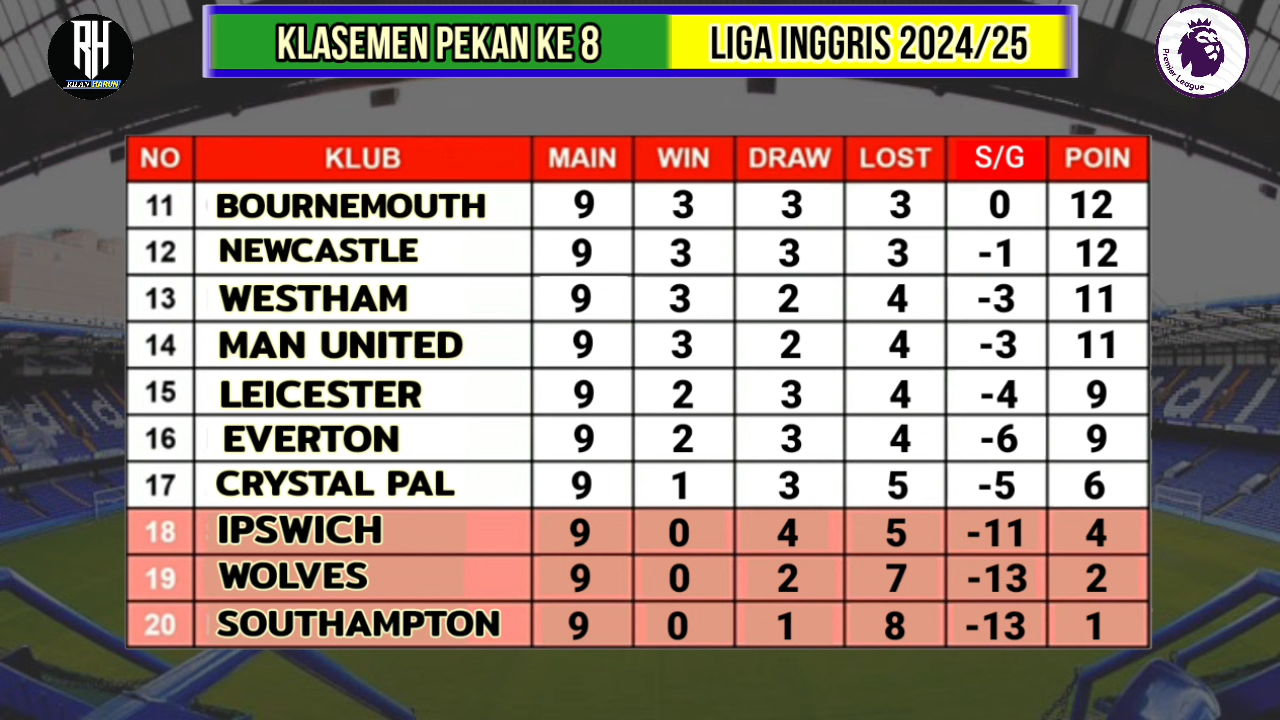 RH
RILAN HARUN
KLASEMEN PEKAN KE 8
LIGA INGGRIS 2024/25
Premier League
NO KLUB MAIN WIN DRAW LOST S/G POIN
11 BOURNEMOUTH 9 3 3 3 0 12
12 NEWCASTLE 9 3 3 3 -1 12
13 WESTHAM 9 3 2 4 -3 11
14 MAN UNITED 9 3 2 4 -3 11
15 LEICESTER 9 2 3 4 -4 9
16 EVERTON 9 2 3 4 -6 9
17 CRYSTAL PAL 9 1 3 5 -5 6
18 IPSWICH 9 0 4 5 -11 4
19 WOLVES 9 0 2 7 -13 2
20 SOUTHAMPTON 9 0 1 8 -13 1